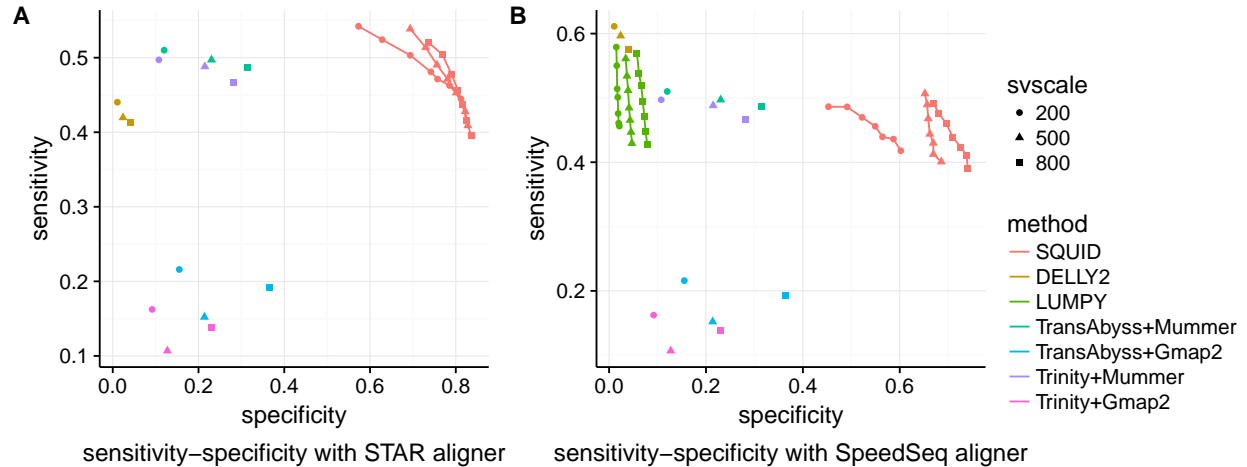 A
B
sensitivity
0.5
0.4
0.3
0.2
0.1
0.0
0.2
0.4
0.6
0.8
specificity
sensitivity−specificity with STAR aligner
sensitivity
0.6
0.4
0.2
0.0
0.2
0.4
0.6
specificity
sensitivity−specificity with SpeedSeq aligner
svscale
200
500
800
method
SQUID
DELLY2
LUMPY
TransAbyss+Mummer
TransAbyss+Gmap2
Trinity+Mummer
Trinity+Gmap2